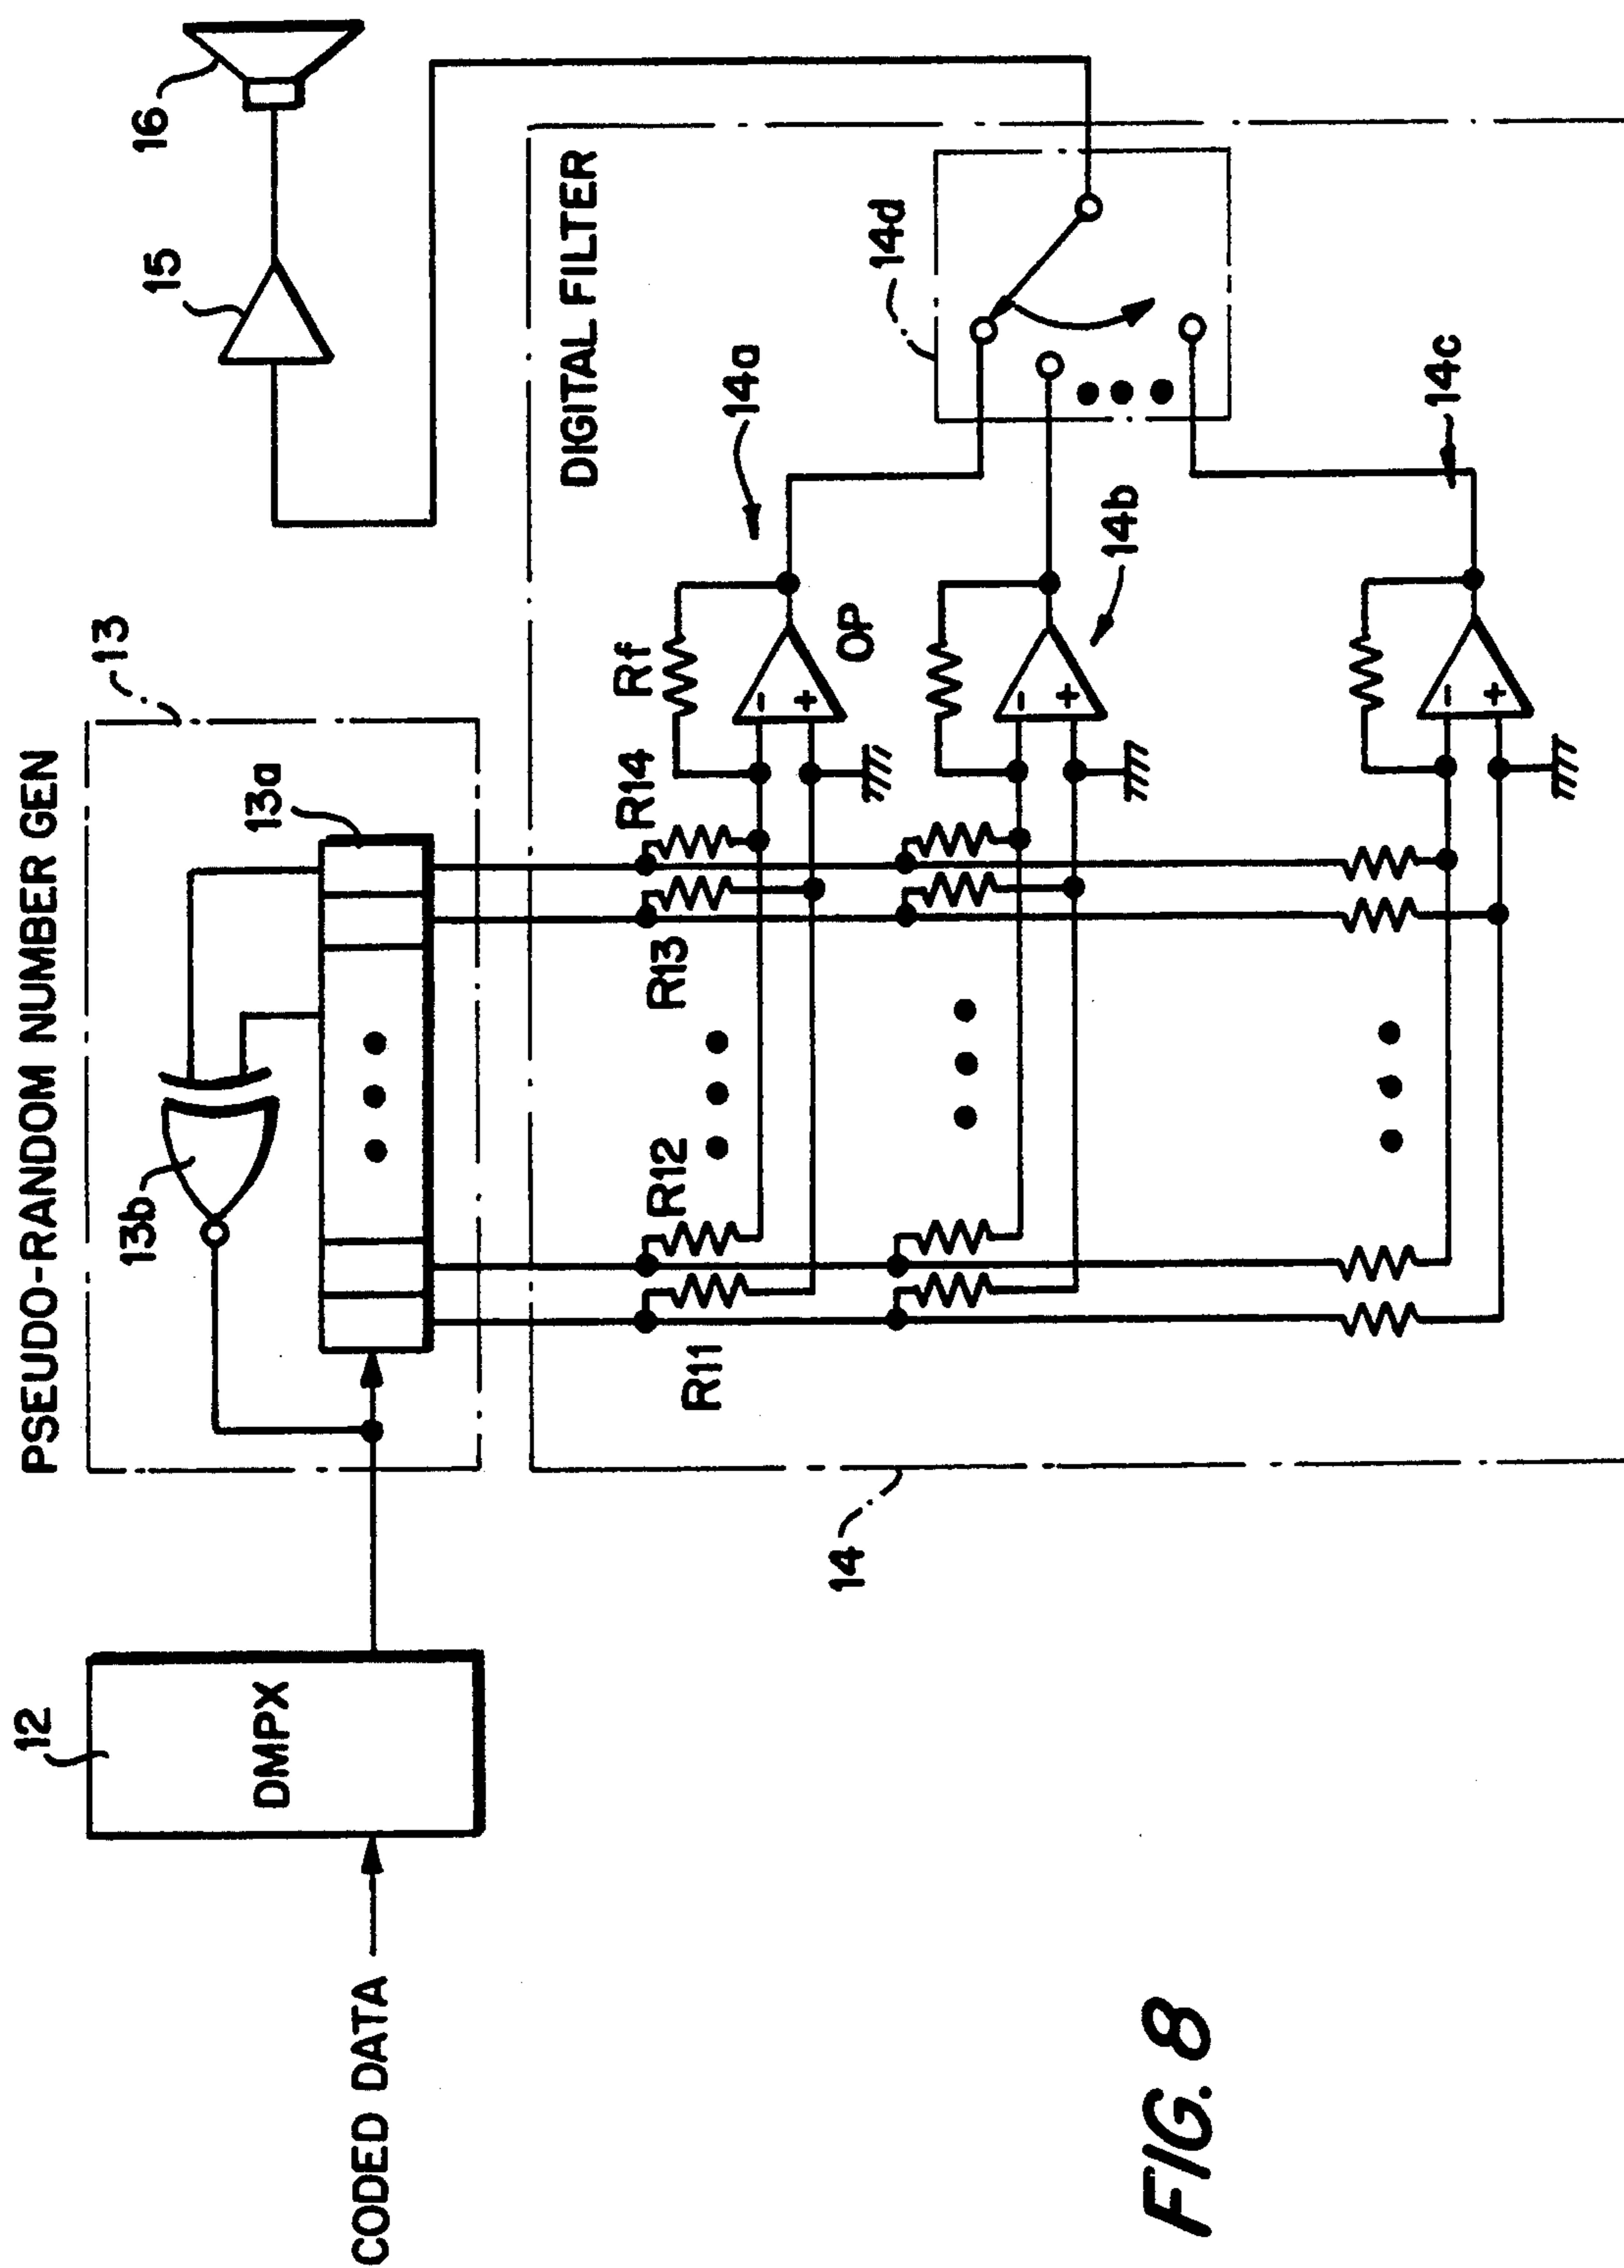 PSEUDO-RANDOM NUMBER GEN
13
16
15
13b
13a
12
DMPX
CODED DATA
DIGITAL FILTER
14
R11
R12
R13
R14
Rf
OP
14a
14b
14c
14d
-
+
-
+
-
+
FIG. 8